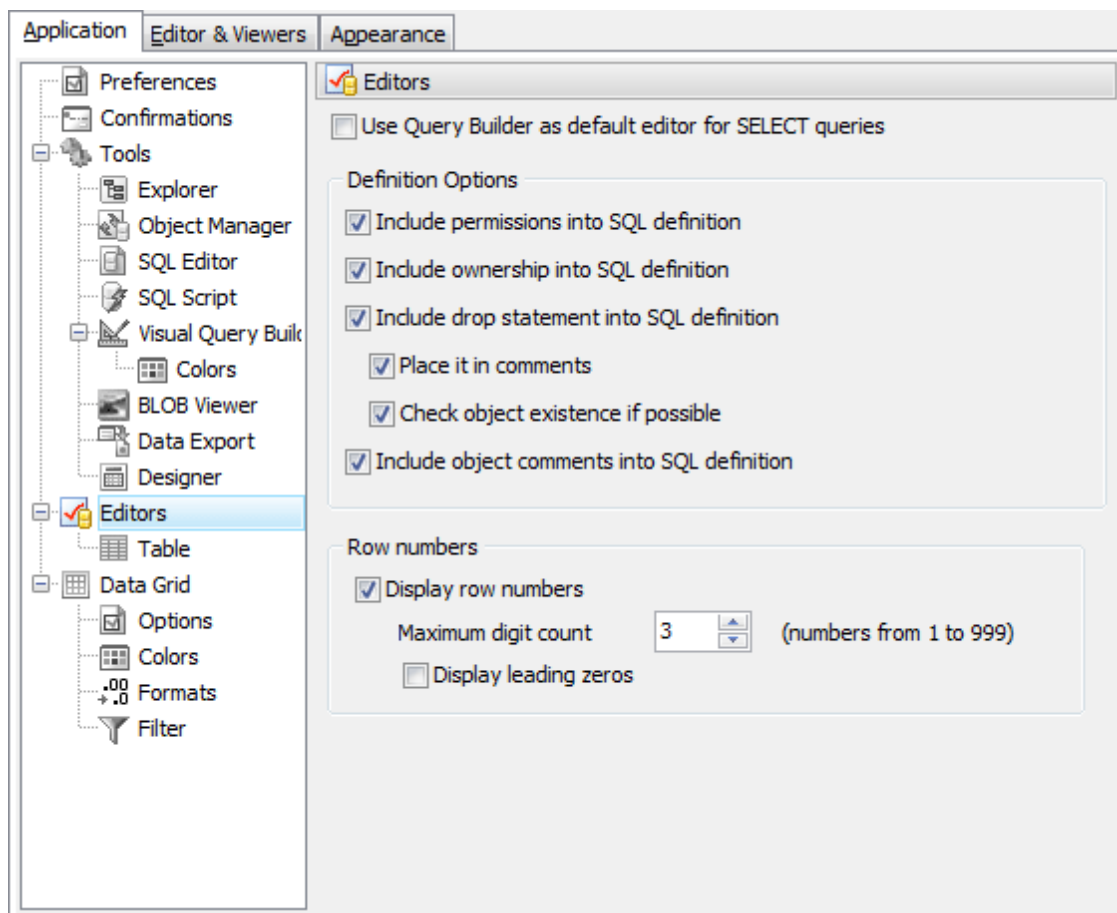 Application Editor & Viewers Appearance
Preferences
Confirmations
Tools
Explorer
Object Manager
SQL Editor
SQL Script
Visual Query Buil
Colors
BLOB Viewer
Data Export
Designer
Editors
Table
Data Grid
Options
Colors
Formats
Filter
Editors
Use Query Builder as default editor for SELECT queries
Definition Options
Include permissions into SQL definition
Include ownership into SQL definition
Include drop statement into SQL definition
Place it in comments
Check object existence if possible
Include object comments into SQL definition
Row numbers
Display row numbers
Maximum digit count 3 (numbers from 1 to 999)
Display leading zeros